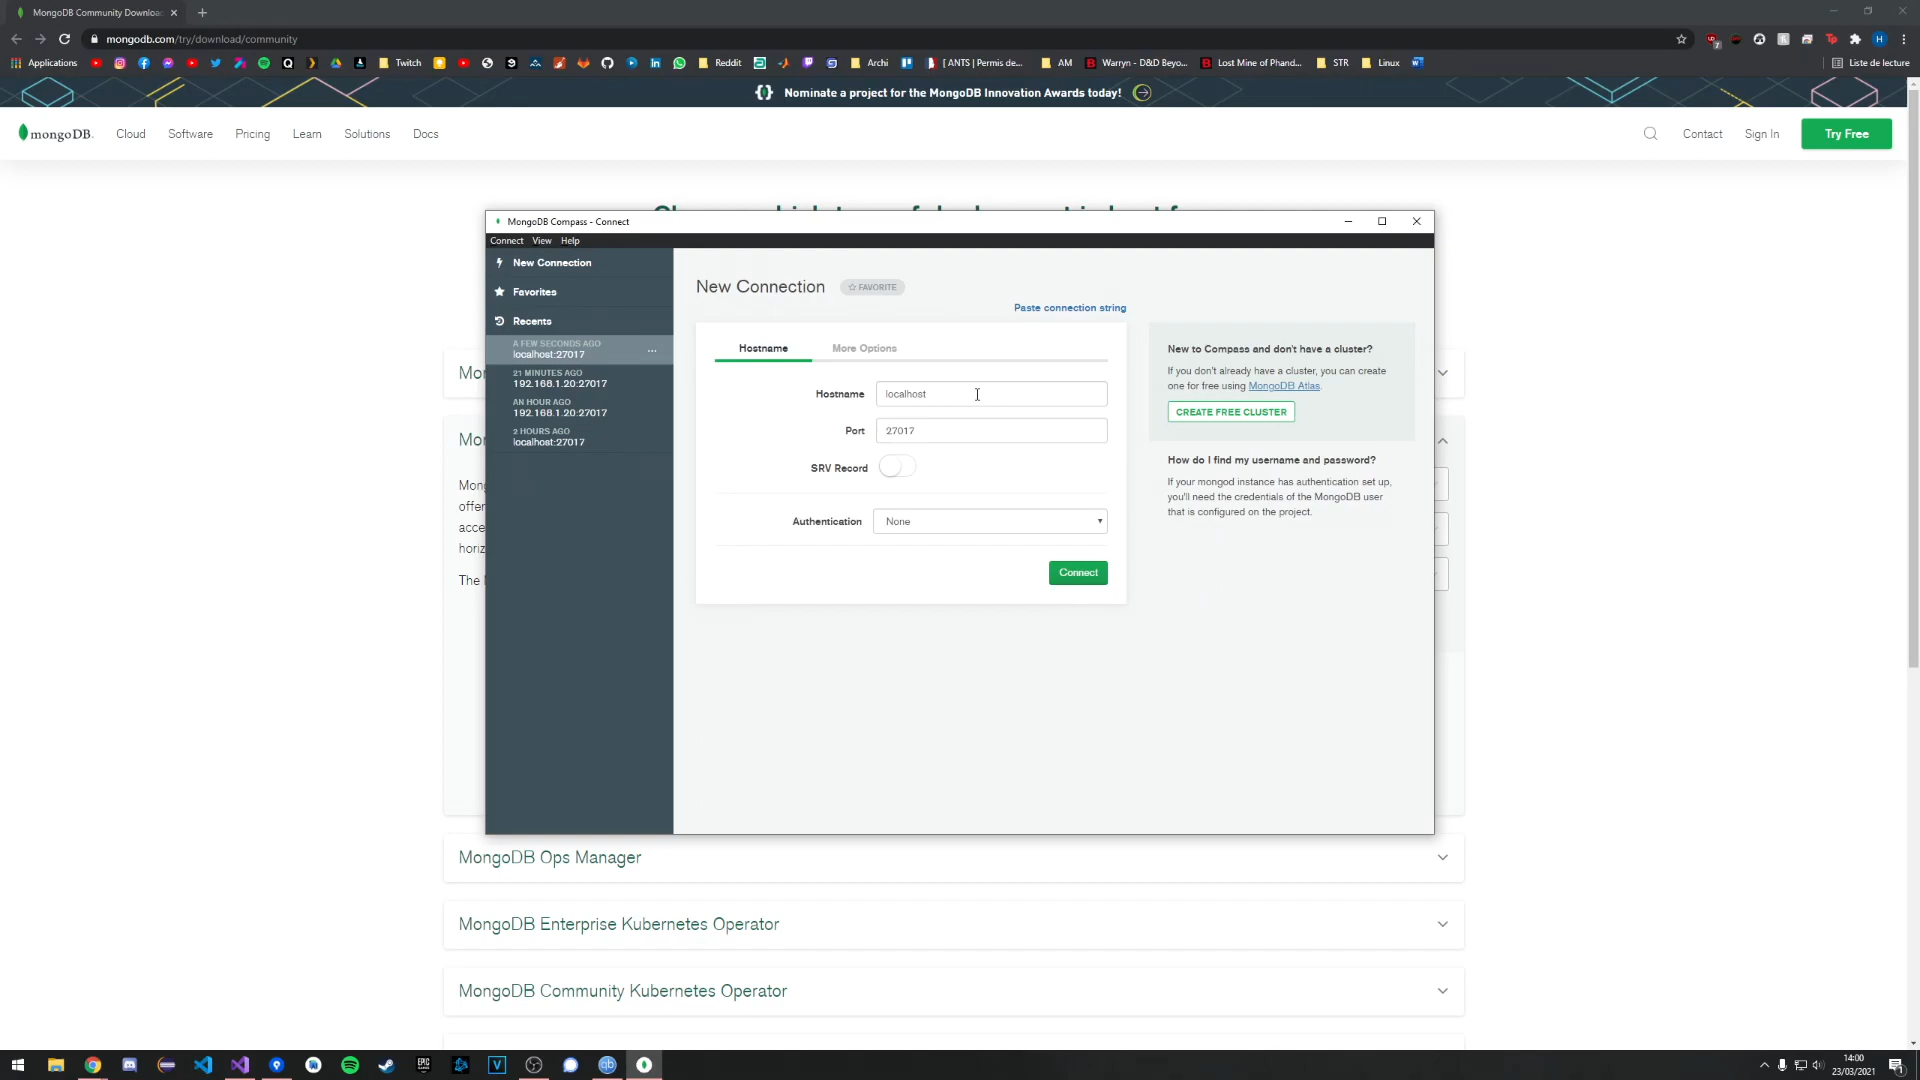 MongoDB Community Downloa
mongodb.com/try/download/community
Applications
Twitch
Reddit
Archi
[ ANTS ] Permis de...
AM
Warryn - D&D Beyo...
Lost Mine of Phand...
STR
Linux
Liste de lecture
Nominate a project for the MongoDB Innovation Awards today!
mongoDB.
Cloud
Software
Pricing
Learn
Solutions
Docs
Contact
Sign In
Try Free
MongoDB Compass - Connect
Connect View Help
New Connection
Favorites
Recents
A FEW SECONDS AGO
localhost:27017
21 MINUTES AGO
192.168.1.20:27017
AN HOUR AGO
192.168.1.20:27017
2 HOURS AGO
localhost:27017
New Connection
FAVORITE
Paste connection string
Hostname
More Options
Hostname
localhost
Port
27017
SRV Record
Authentication
None
Connect
New to Compass and don't have a cluster?
If you don't already have a cluster, you can create
one for free using MongoDB Atlas.
CREATE FREE CLUSTER
How do I find my username and password?
If your mongod instance has authentication set up,
you'll need the credentials of the MongoDB user
that is configured on the project.
Mon
Mon
Mong
offer
acce
horiz
The
MongoDB Ops Manager
MongoDB Enterprise Kubernetes Operator
MongoDB Community Kubernetes Operator
14:00
23/03/2021